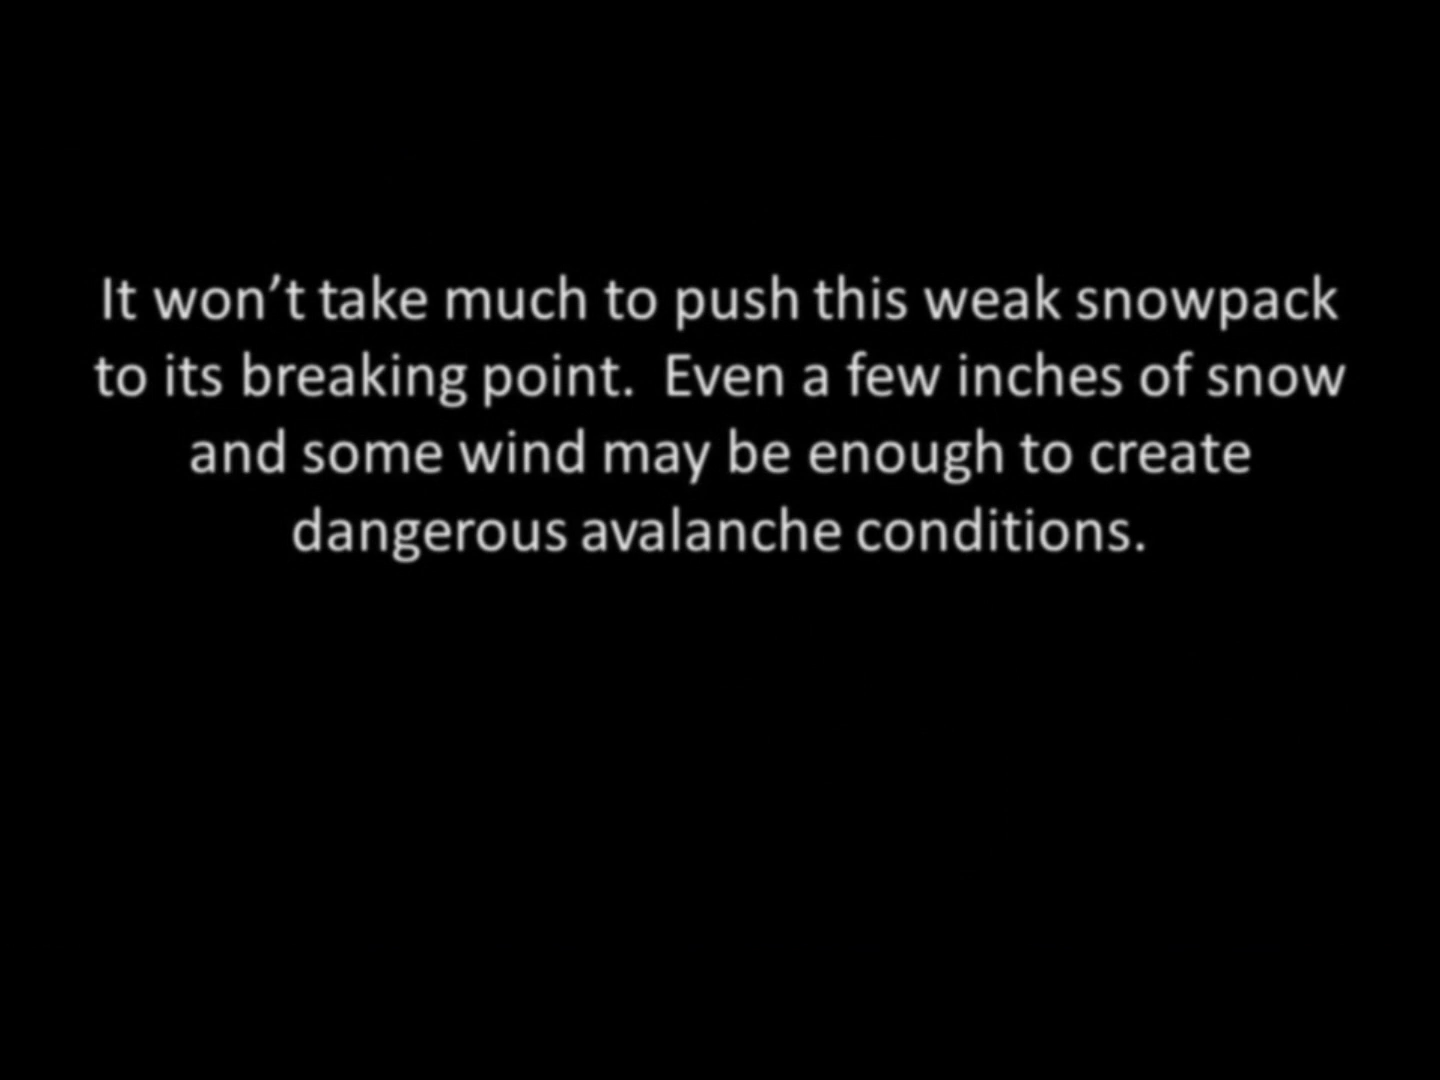 It won’t take much to push this weak snowpack
to its breaking point.  Even a few inches of snow
and some wind may be enough to create
dangerous avalanche conditions.